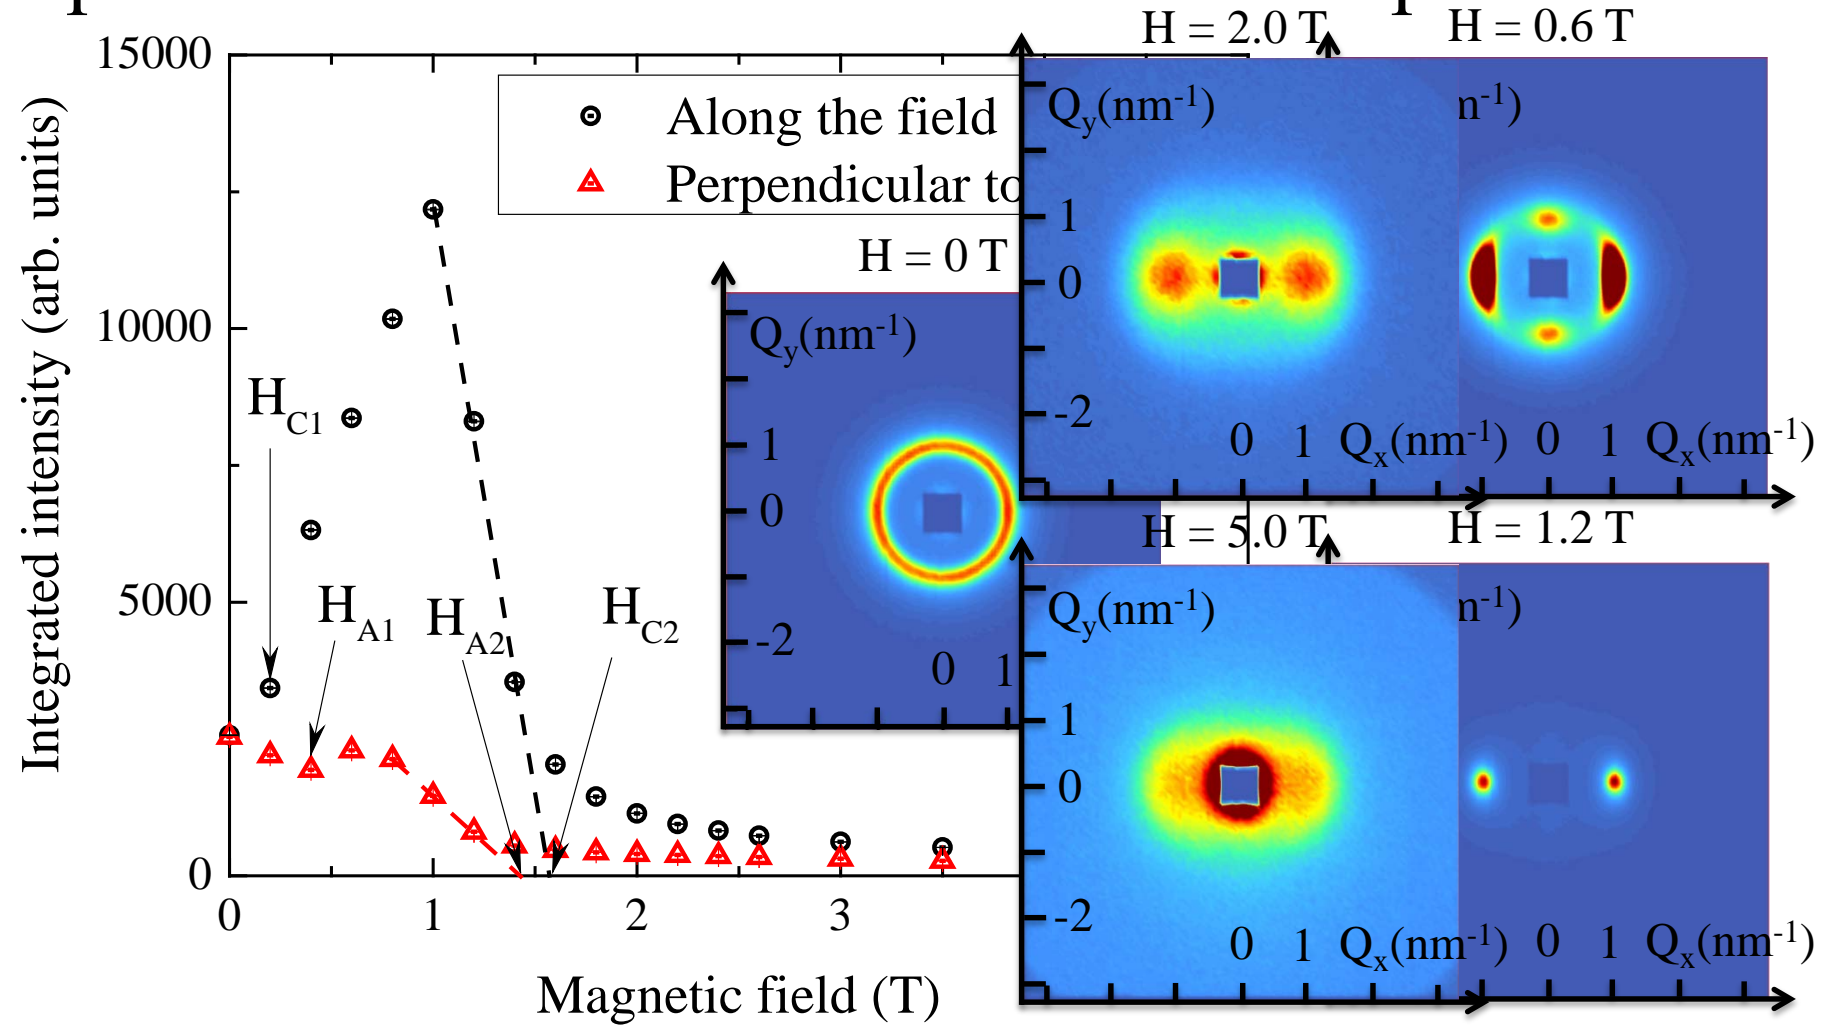 H = 2.0 T
H = 0.6 T
15000
Along the field
Perpendicular to
Q_y(nm⁻¹)
m⁻¹)
1
0
-2
0 1 Q_x(nm⁻¹)
0 1 Q_x(nm⁻¹)
H = 0 T
Q_y(nm⁻¹)
1
0
-2
0 1
10000
H_C1
5000
H_A1
H_A2
H_C2
0
H = 5.0 T
H = 1.2 T
Q_y(nm⁻¹)
m⁻¹)
1
0
-2
0 1 Q_x(nm⁻¹)
0 1 Q_x(nm⁻¹)
0 1 2 3
Magnetic field (T)
Integrated intensity (arb. units)